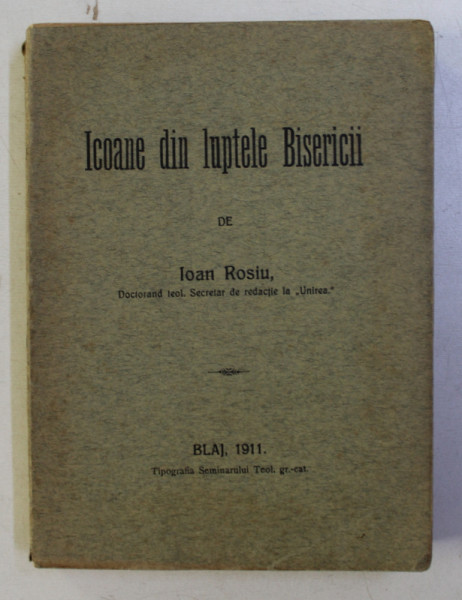 Icoane din luptele Bisericii
DE
Ioan Rosiu,
Doctorand teol. Secretar de redacție la „Unirea.“
BLAJ, 1911.
Tipografia Seminarului Teol. gr.-cat.